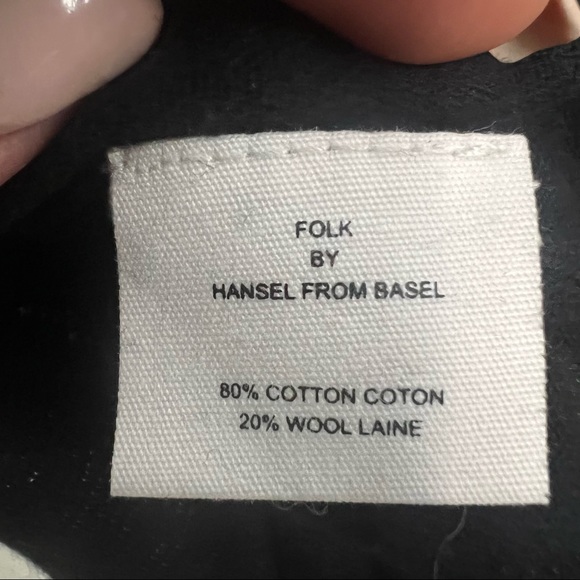 FOLK
BY
HANSEL FROM BASEL
80% COTTON COTON
20% WOOL LAINE